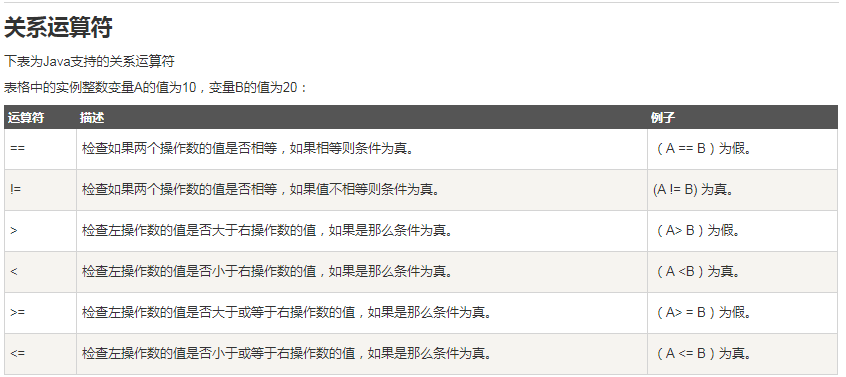 关系运算符
下表为Java支持的关系运算符
表格中的实例整数变量A的值为10，变量B的值为20：
运算符 描述 例子
== 检查如果两个操作数的值是否相等，如果相等则条件为真。 （A == B）为假。
!= 检查如果两个操作数的值是否相等，如果值不相等则条件为真。 (A != B) 为真。
> 检查左操作数的值是否大于右操作数的值，如果是那么条件为真。 （A> B）为假。
< 检查左操作数的值是否小于右操作数的值，如果是那么条件为真。 （A <B）为真。
>= 检查左操作数的值是否大于或等于右操作数的值，如果是那么条件为真。 （A> = B）为假。
<= 检查左操作数的值是否小于或等于右操作数的值，如果是那么条件为真。 （A <= B）为真。